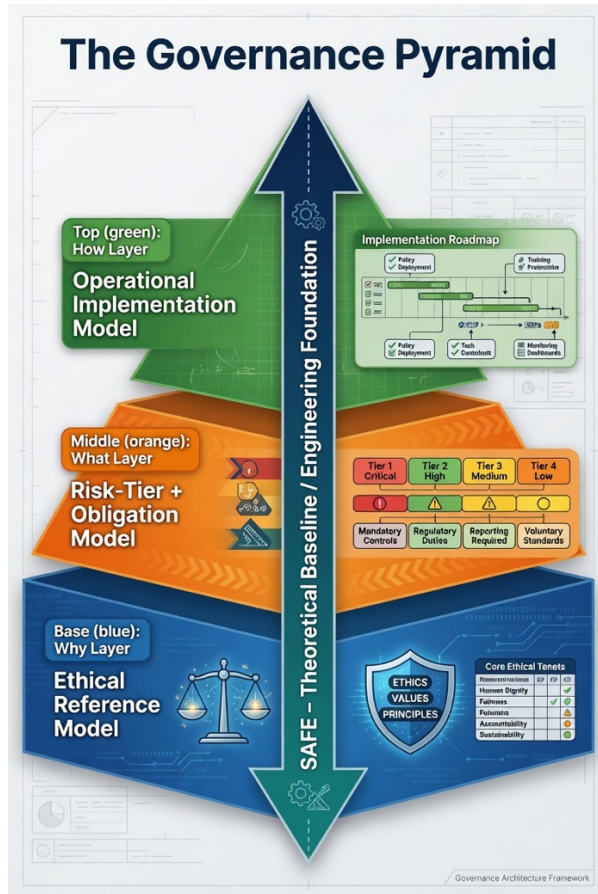 The Governance Pyramid
Top (green):
How Layer
Operational
Implementation
Model
Implementation Roadmap
Policy
Deployment
Training
Policy
Deployment
Tech
Monitoring
Dashboards
Middle (orange):
What Layer
Risk-Tier +
Obligation
Model
Tier 1
Critical
Tier 2
High
Tier 3
Medium
Tier 4
Low
Mandatory
Controls
Regulatory
Duties
Reporting
Required
Voluntary
Standards
Base (blue):
Why Layer
Ethical
Reference
Model
ETHICS
VALUES
PRINCIPLES
Core Ethical Tenets
Human Dignity
Fairness
Accountability
Sustainability
SAFE – Theoretical Baseline / Engineering Foundation
Governance Architecture Framework